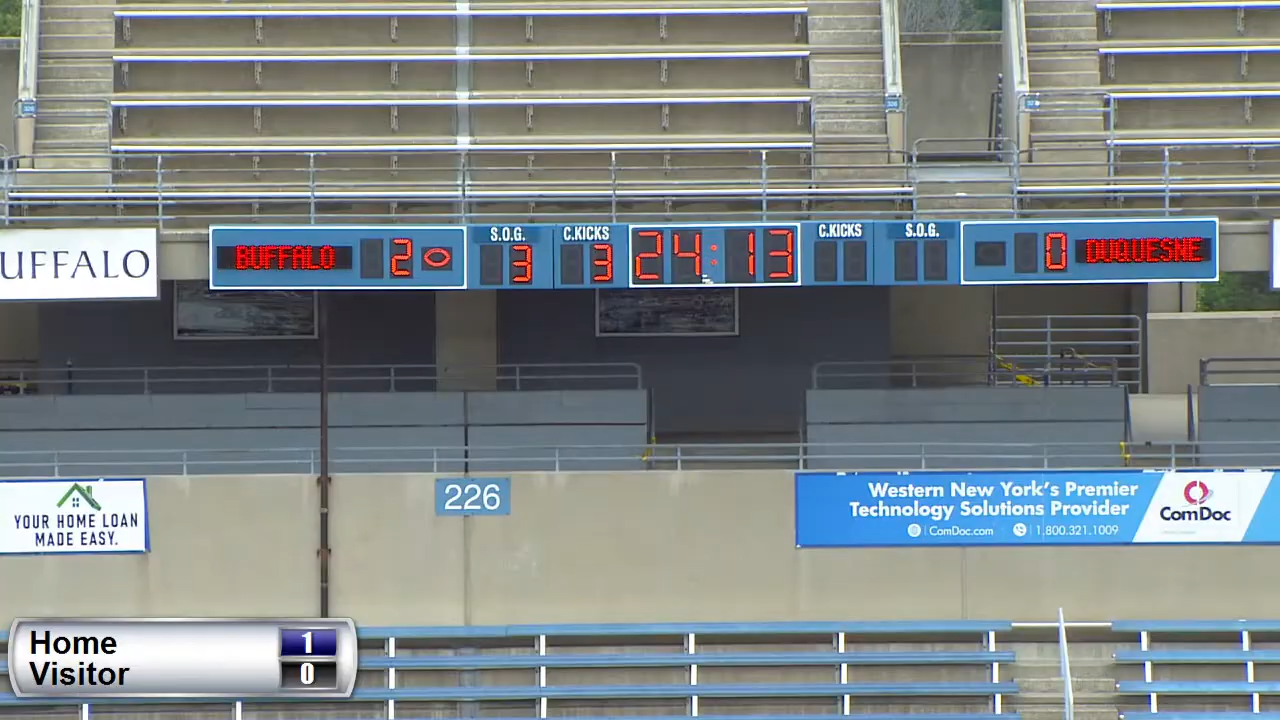 UFFALO
BUFFALO
2
S.O.G.
3
C.KICKS
3
24:13
C.KICKS
S.O.G.
0
DUQUESNE
YOUR HOME LOAN
MADE EASY.
226
Western New York's Premier
Technology Solutions Provider
ComDoc.com | 1.800.321.1009
ComDoc
Home 1
Visitor 0